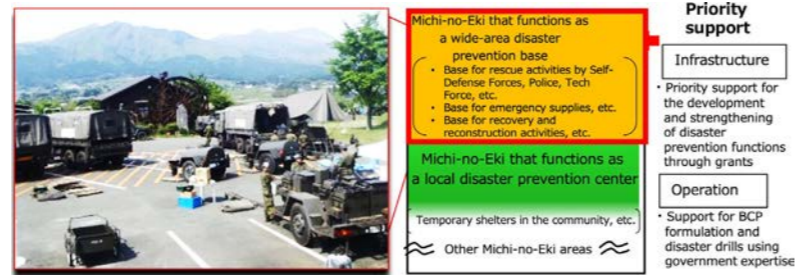 Michi-no-Eki that functions as
a wide-area disaster
prevention base
• Base for rescue activities by Self-
Defense Forces, Police, Tech
Force, etc.
• Base for emergency supplies, etc.
• Base for recovery and
reconstruction activities, etc.
Michi-no-Eki that functions as
a local disaster prevention center
Temporary shelters in the community, etc.
Other Michi-no-Eki areas
Priority
support
Infrastructure
• Priority support for
the development
and strengthening
of disaster
prevention functions
through grants
Operation
• Support for BCP
formulation and
disaster drills using
government expertise